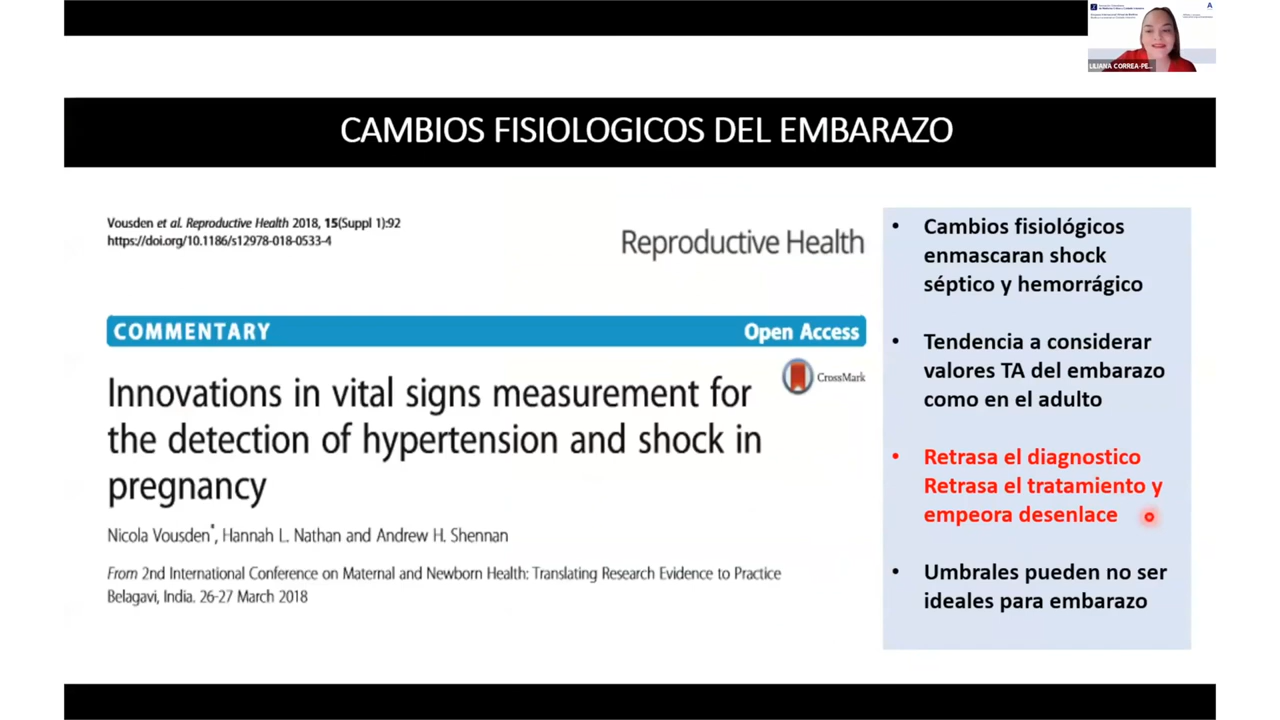 LILIANA CORREA-PE...
CAMBIOS FISIOLOGICOS DEL EMBARAZO
Vousden et al. Reproductive Health 2018, 15(Suppl 1):92
https://doi.org/10.1186/s12978-018-0533-4
Reproductive Health
COMMENTARY
Open Access
CrossMark
Innovations in vital signs measurement for
the detection of hypertension and shock in
pregnancy
Nicola Vousden*, Hannah L. Nathan and Andrew H. Shennan
From 2nd International Conference on Maternal and Newborn Health: Translating Research Evidence to Practice
Belagavi, India. 26-27 March 2018
• Cambios fisiológicos
enmascaran shock
séptico y hemorrágico
• Tendencia a considerar
valores TA del embarazo
como en el adulto
• Retrasa el diagnostico
Retrasa el tratamiento y
empeora desenlace
• Umbrales pueden no ser
ideales para embarazo